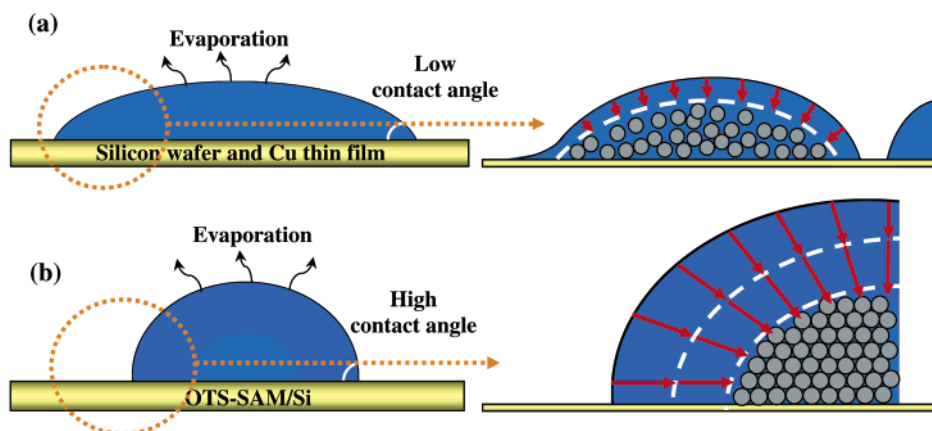 (a)
Evaporation
Low
contact angle
Silicon wafer and Cu thin film
(b)
Evaporation
High
contact angle
OTS-SAM/Si